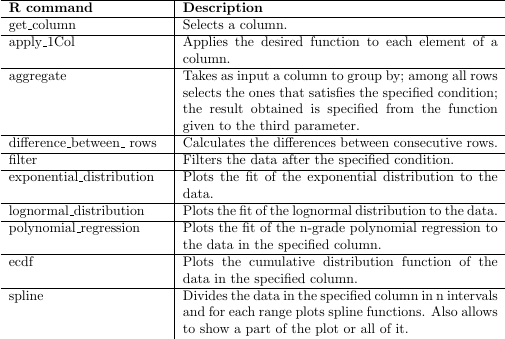 R command Description
get_column Selects a column.
apply_1Col Applies the desired function to each element of a
column.
aggregate Takes as input a column to group by; among all rows
selects the ones that satisfies the specified condition;
the result obtained is specified from the function
given to the third parameter.
difference_between_ rows Calculates the differences between consecutive rows.
filter Filters the data after the specified condition.
exponential_distribution Plots the fit of the exponential distribution to the
data.
lognormal_distribution Plots the fit of the lognormal distribution to the data.
polynomial_regression Plots the fit of the n-grade polynomial regression to
the data in the specified column.
ecdf Plots the cumulative distribution function of the
data in the specified column.
spline Divides the data in the specified column in n intervals
and for each range plots spline functions. Also allows
to show a part of the plot or all of it.